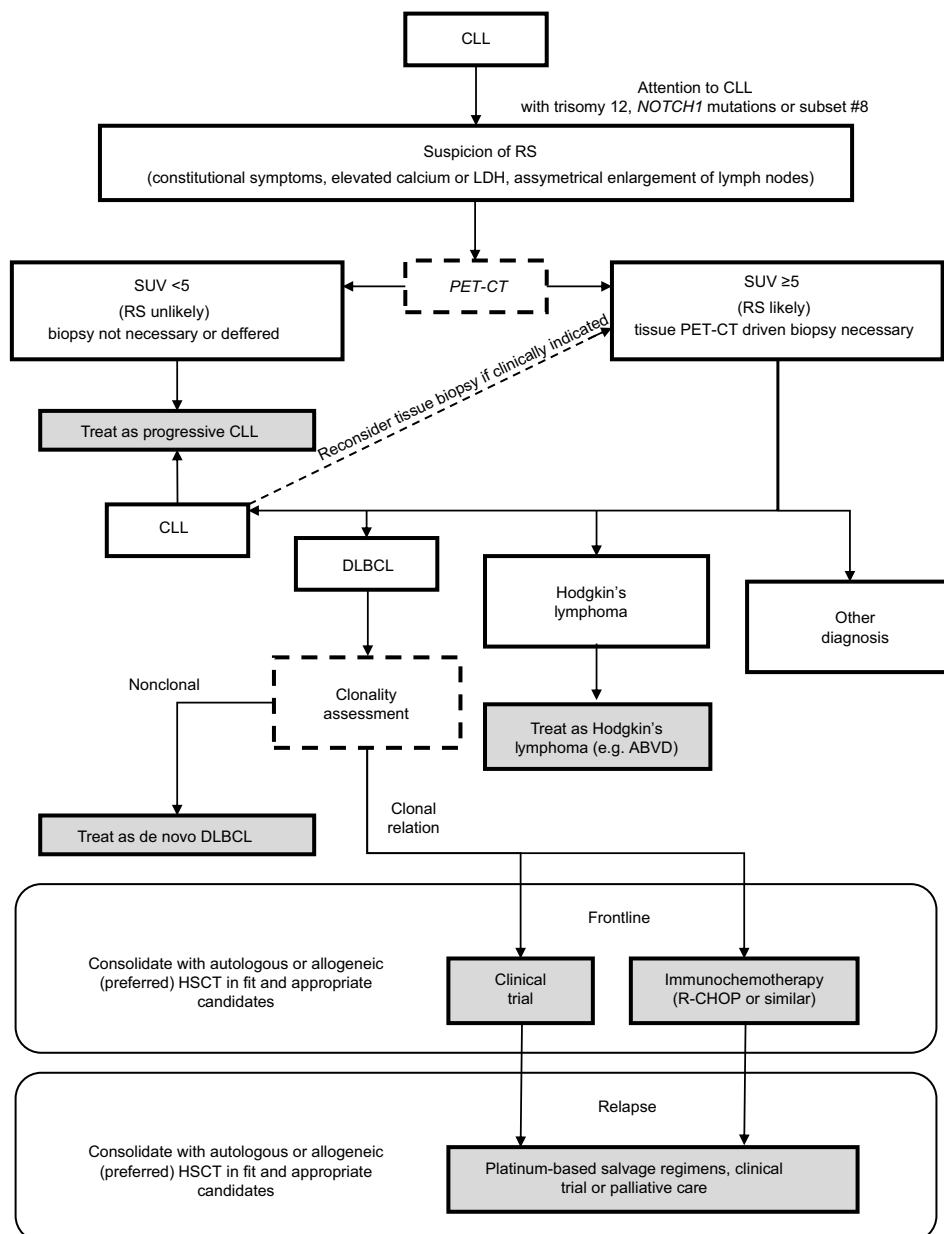 CLL
Attention to CLL
with trisomy 12, NOTCH1 mutations or subset #8
Suspicion of RS
(constitutional symptoms, elevated calcium or LDH, assymetrical enlargement of lymph nodes)
SUV <5
(RS unlikely)
biopsy not necessary or deffered
PET-CT
SUV ≥5
(RS likely)
tissue PET-CT driven biopsy necessary
Reconsider tissue biopsy if clinically indicated
Treat as progressive CLL
CLL
DLBCL
Hodgkin's
lymphoma
Other
diagnosis
Nonclonal
Clonality
assessment
Treat as Hodgkin's
lymphoma (e.g. ABVD)
Treat as de novo DLBCL
Clonal
relation
Frontline
Consolidate with autologous or allogeneic
(preferred) HSCT in fit and appropriate
candidates
Clinical
trial
Immunochemotherapy
(R-CHOP or similar)
Relapse
Consolidate with autologous or allogeneic
(preferred) HSCT in fit and appropriate
candidates
Platinum-based salvage regimens, clinical
trial or palliative care